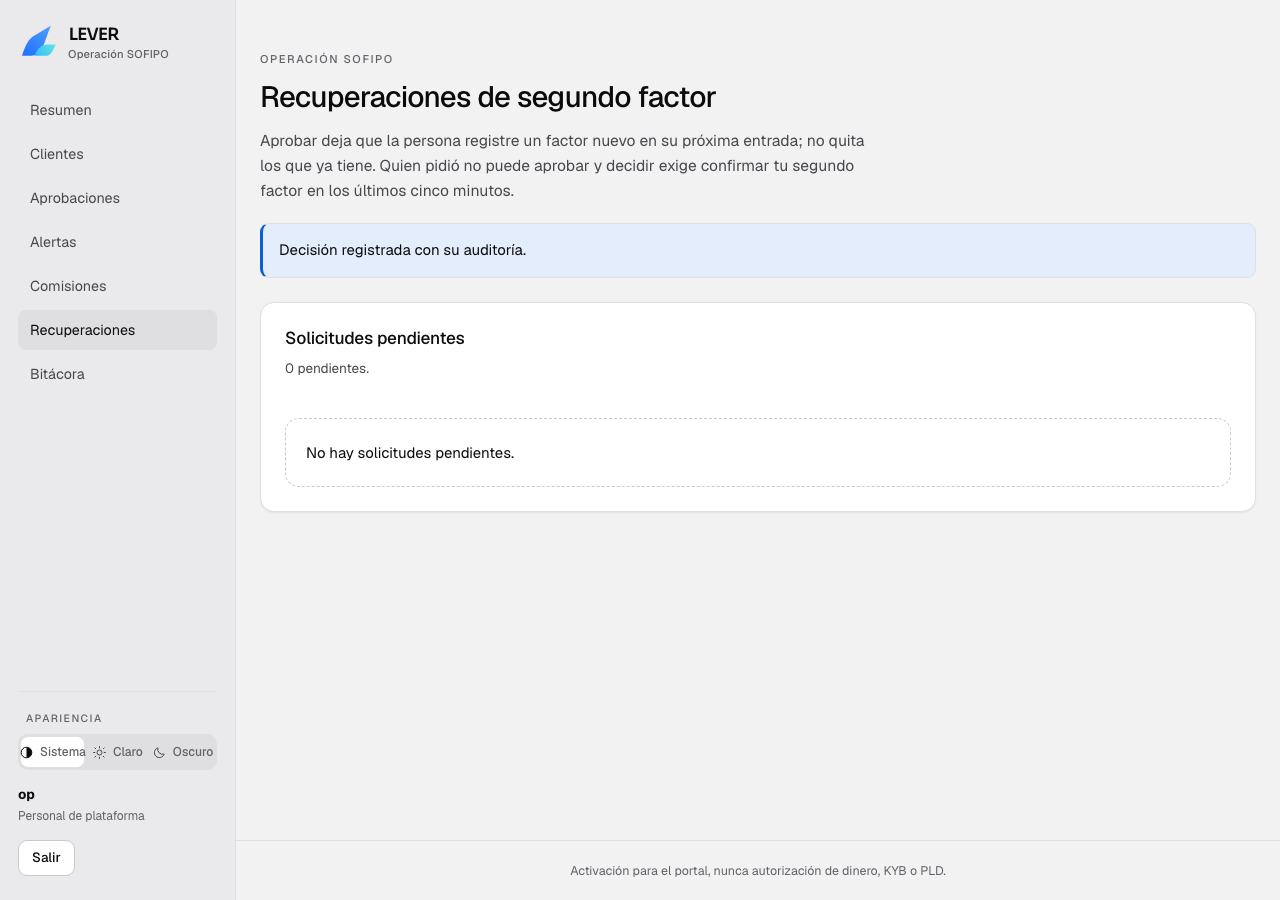 LEVER
Operación SOFIPO
Resumen
Clientes
Aprobaciones
Alertas
Comisiones
Recuperaciones
Bitácora
APARIENCIA
Sistema Claro Oscuro
op
Personal de plataforma
Salir
OPERACIÓN SOFIPO
Recuperaciones de segundo factor
Aprobar deja que la persona registre un factor nuevo en su próxima entrada; no quita
los que ya tiene. Quien pidió no puede aprobar y decidir exige confirmar tu segundo
factor en los últimos cinco minutos.
Decisión registrada con su auditoría.
Solicitudes pendientes
0 pendientes.
No hay solicitudes pendientes.
Activación para el portal, nunca autorización de dinero, KYB o PLD.